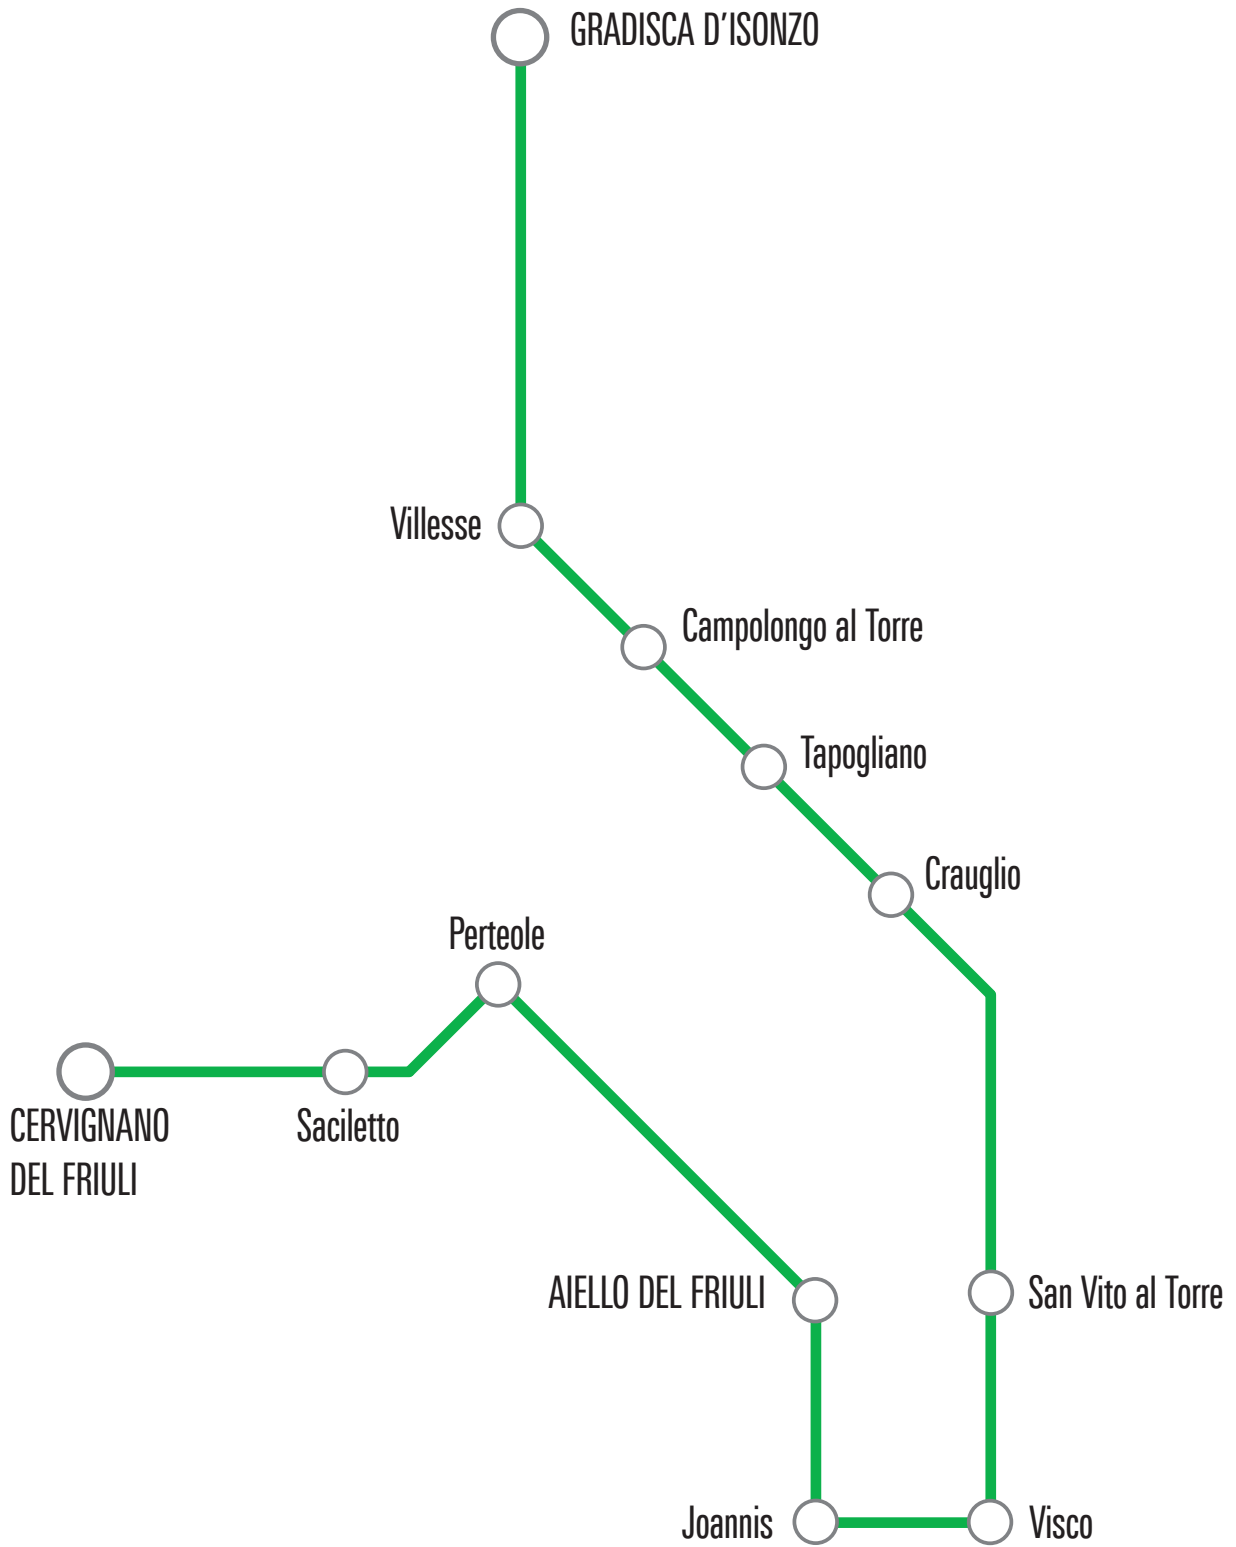 GRADISCA D'ISONZO
Villesse
Campolongo al Torre
Tapogliano
Crauglio
Perteole
CERVIGNANO
DEL FRIULI
Saciletto
AIELLO DEL FRIULI
San Vito al Torre
Joannis
Visco